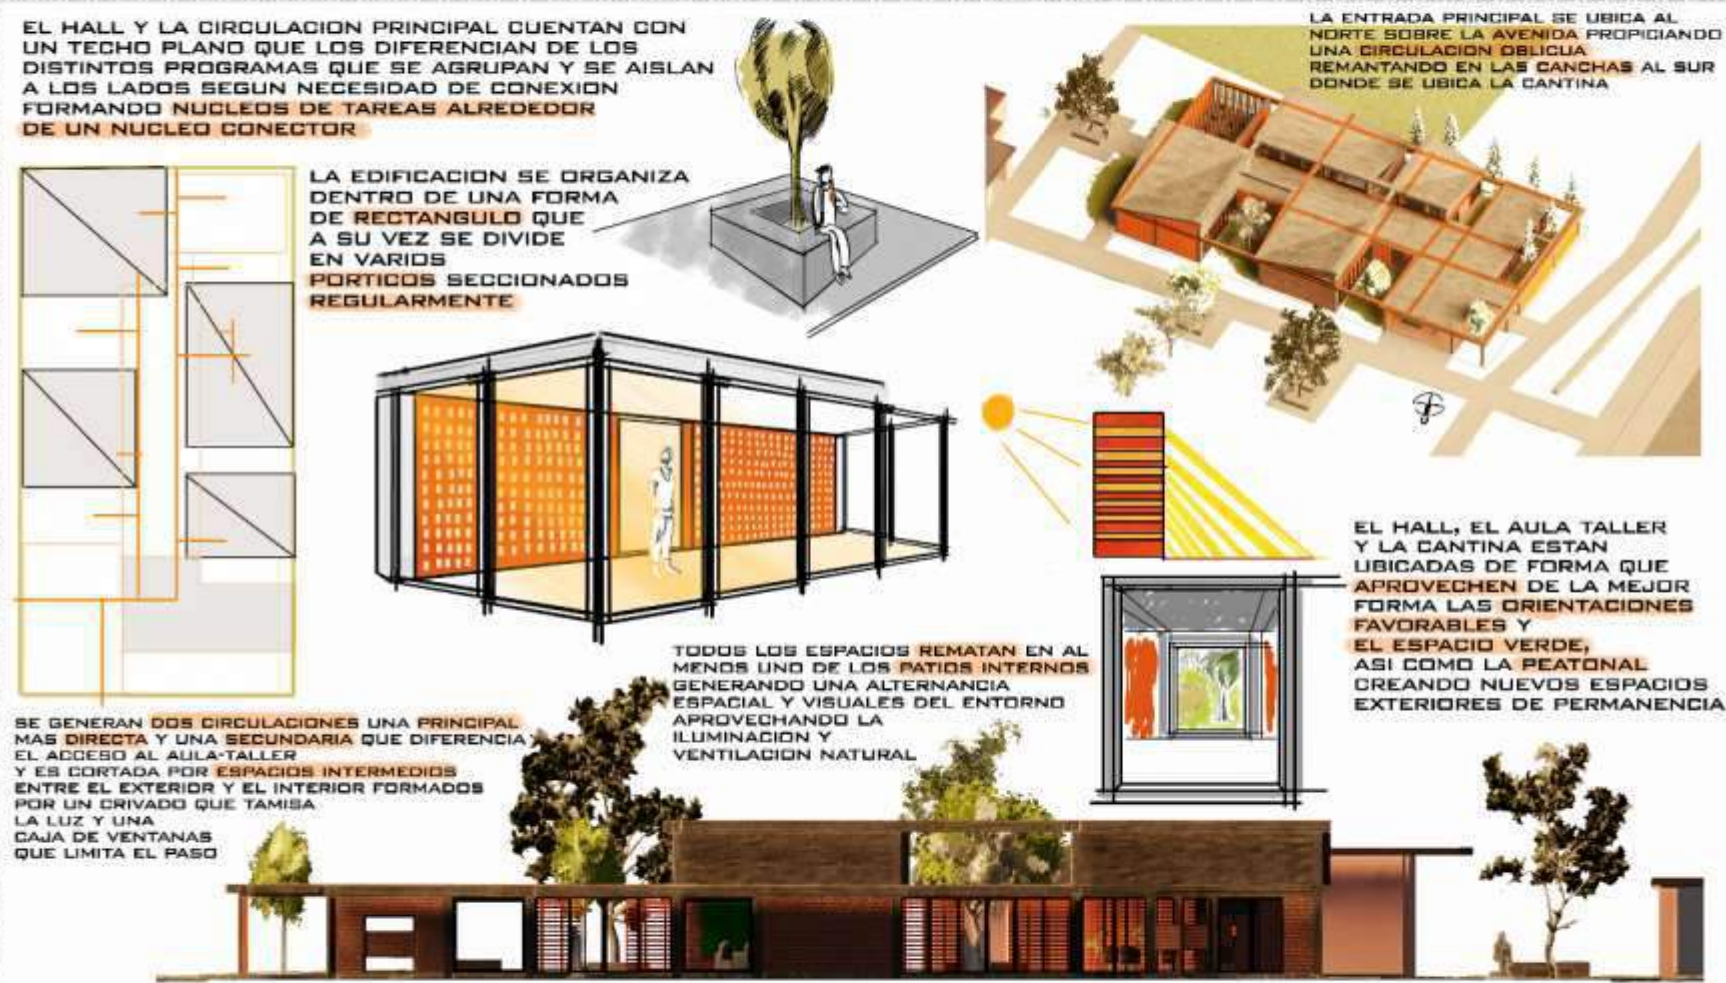 EL HALL Y LA CIRCULACION PRINCIPAL CUENTAN CON
UN TECHO PLANO QUE LOS DIFERENCIAN DE LOS
DISTINTOS PROGRAMAS QUE SE AGRUPAN Y SE AISLAN
A LOS LADOS SEGUN NECESIDAD DE CONEXION
FORMANDO NUCLEOS DE TAREAS ALREDEDOR
DE UN NUCLEO CONECTOR
LA ENTRADA PRINCIPAL SE UBICA AL
NORTE SOBRE LA AVENIDA PROPICIANDO
UNA CIRCULACION OBLICUA
REMANTANDO EN LAS CANCHAS AL SUR
DONDE SE UBICA LA CANTINA
LA EDIFICACION SE ORGANIZA
DENTRO DE UNA FORMA
DE RECTANGULO QUE
A SU VEZ SE DIVIDE
EN VARIOS
PORTICOS SECCIONADOS
REGULARMENTE
EL HALL, EL AULA TALLER
Y LA CANTINA ESTAN
UBICADAS DE FORMA QUE
APROVECHEN DE LA MEJOR
FORMA LAS ORIENTACIONES
FAVORABLES Y
EL ESPACIO VERDE,
ASI COMO LA PEATONAL
CREANDO NUEVOS ESPACIOS
EXTERIORES DE PERMANENCIA
TODOS LOS ESPACIOS REMATAN EN AL
MENOS UNO DE LOS PATIOS INTERNOS
GENERANDO UNA ALTERNANCIA
ESPACIAL Y VISUALES DEL ENTORNO
APROVECHANDO LA
ILUMINACION Y
VENTILACION NATURAL
SE GENERAN DOS CIRCULACIONES UNA PRINCIPAL
MAS DIRECTA Y UNA SECUNDARIA QUE DIFERENCIA
EL ACCESO AL AULA-TALLER
Y ES CORTADA POR ESPACIOS INTERMEDIOS
ENTRE EL EXTERIOR Y EL INTERIOR FORMADOS
POR UN CRIVADO QUE TAMISA
LA LUZ Y UNA
CAJA DE VENTANAS
QUE LIMITA EL PASO